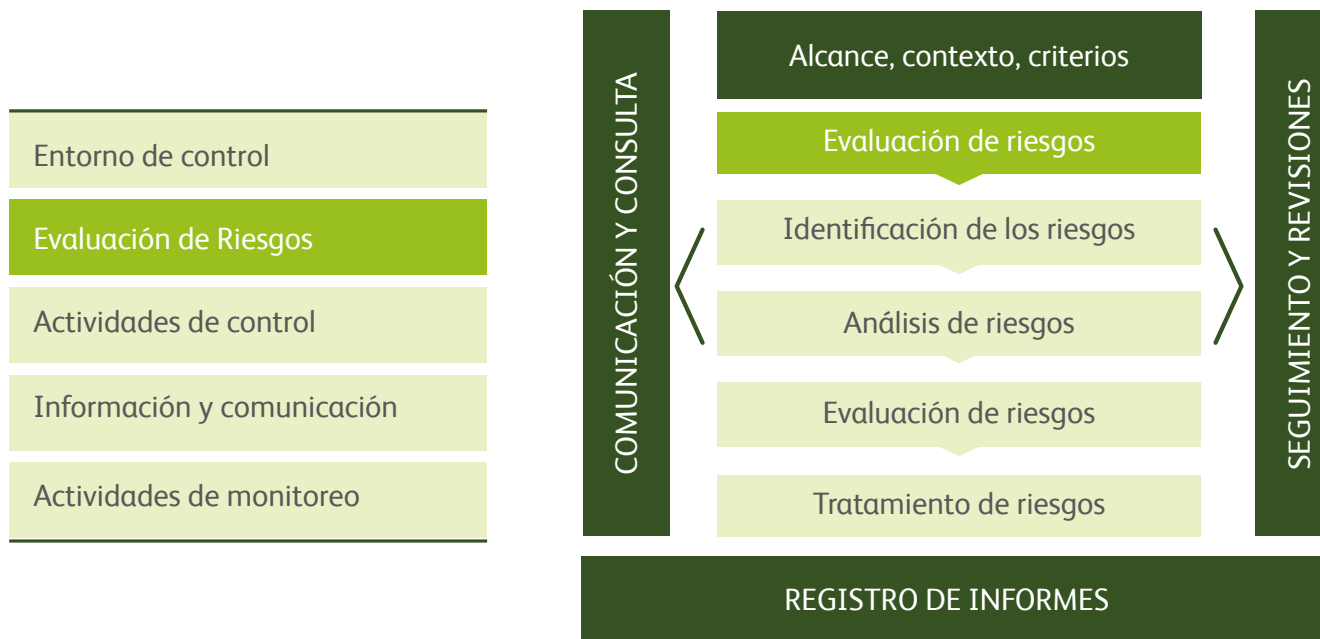 Entorno de control
Evaluación de Riesgos
Actividades de control
Información y comunicación
Actividades de monitoreo
COMUNICACIÓN Y CONSULTA
Alcance, contexto, criterios
Evaluación de riesgos
Identificación de los riesgos
Análisis de riesgos
Evaluación de riesgos
Tratamiento de riesgos
SEGUIMIENTO Y REVISIONES
REGISTRO DE INFORMES